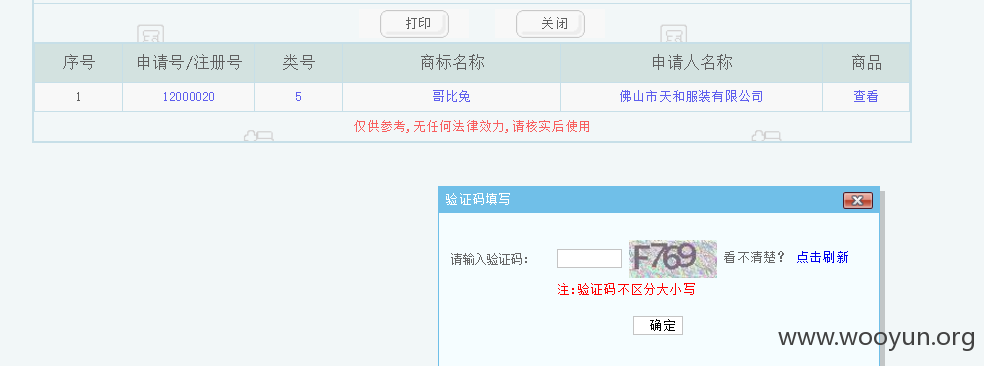 打印 关闭
序号 申请号/注册号 类号 商标名称 申请人名称 商品
1 12000020 5 哥比兔 佛山市天和服装有限公司 查看
仅供参考,无任何法律效力,请核实后使用
验证码填写
请输入验证码: F769 看不清楚? 点击刷新
注:验证码不区分大小写
确定
www.wooyun.org